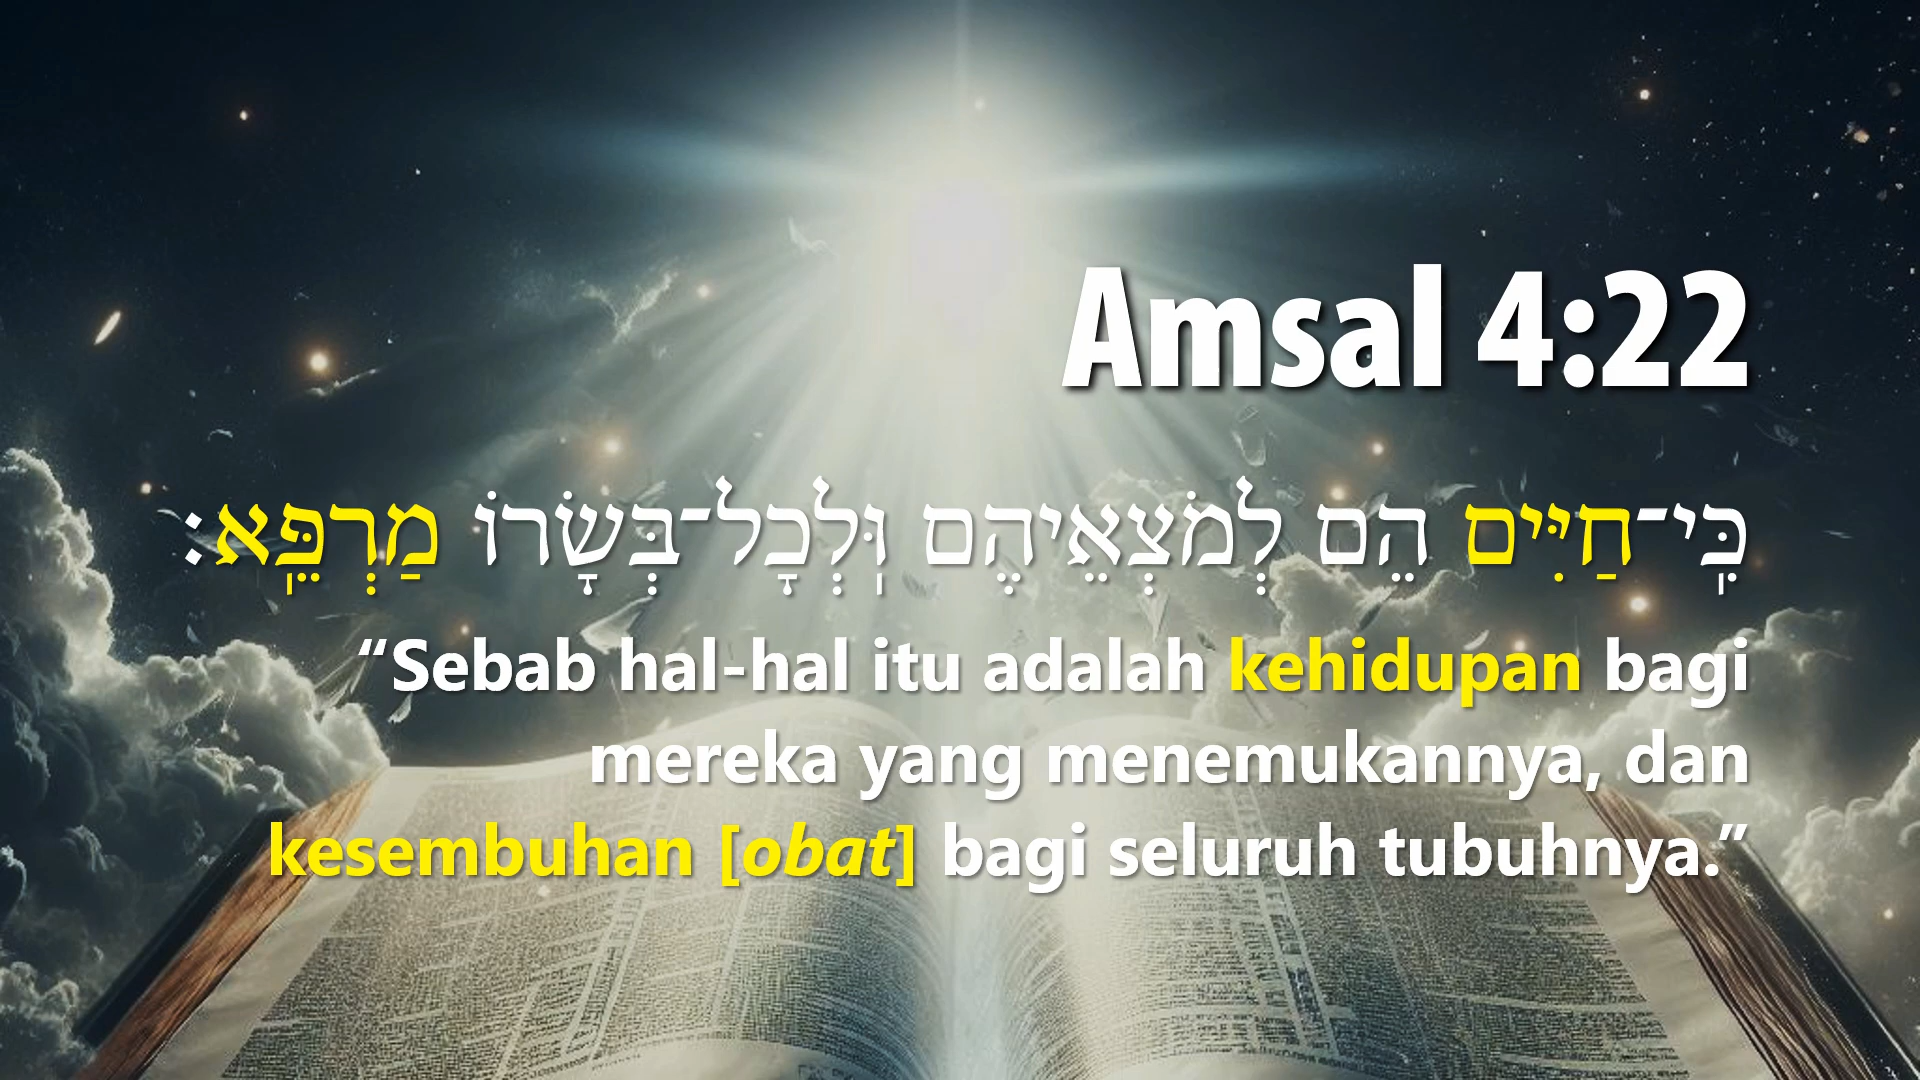 Amsal 4:22
כִּֽי־חַיִּ֣ים הֵ֭ם לְמֹצְאֵיהֶ֑ם וּֽלְכָל־בְּשָׂר֥וֹ מַרְפֵּֽא׃
“Sebab hal-hal itu adalah kehidupan bagi
mereka yang menemukannya, dan
kesembuhan [obat] bagi seluruh tubuhnya.”